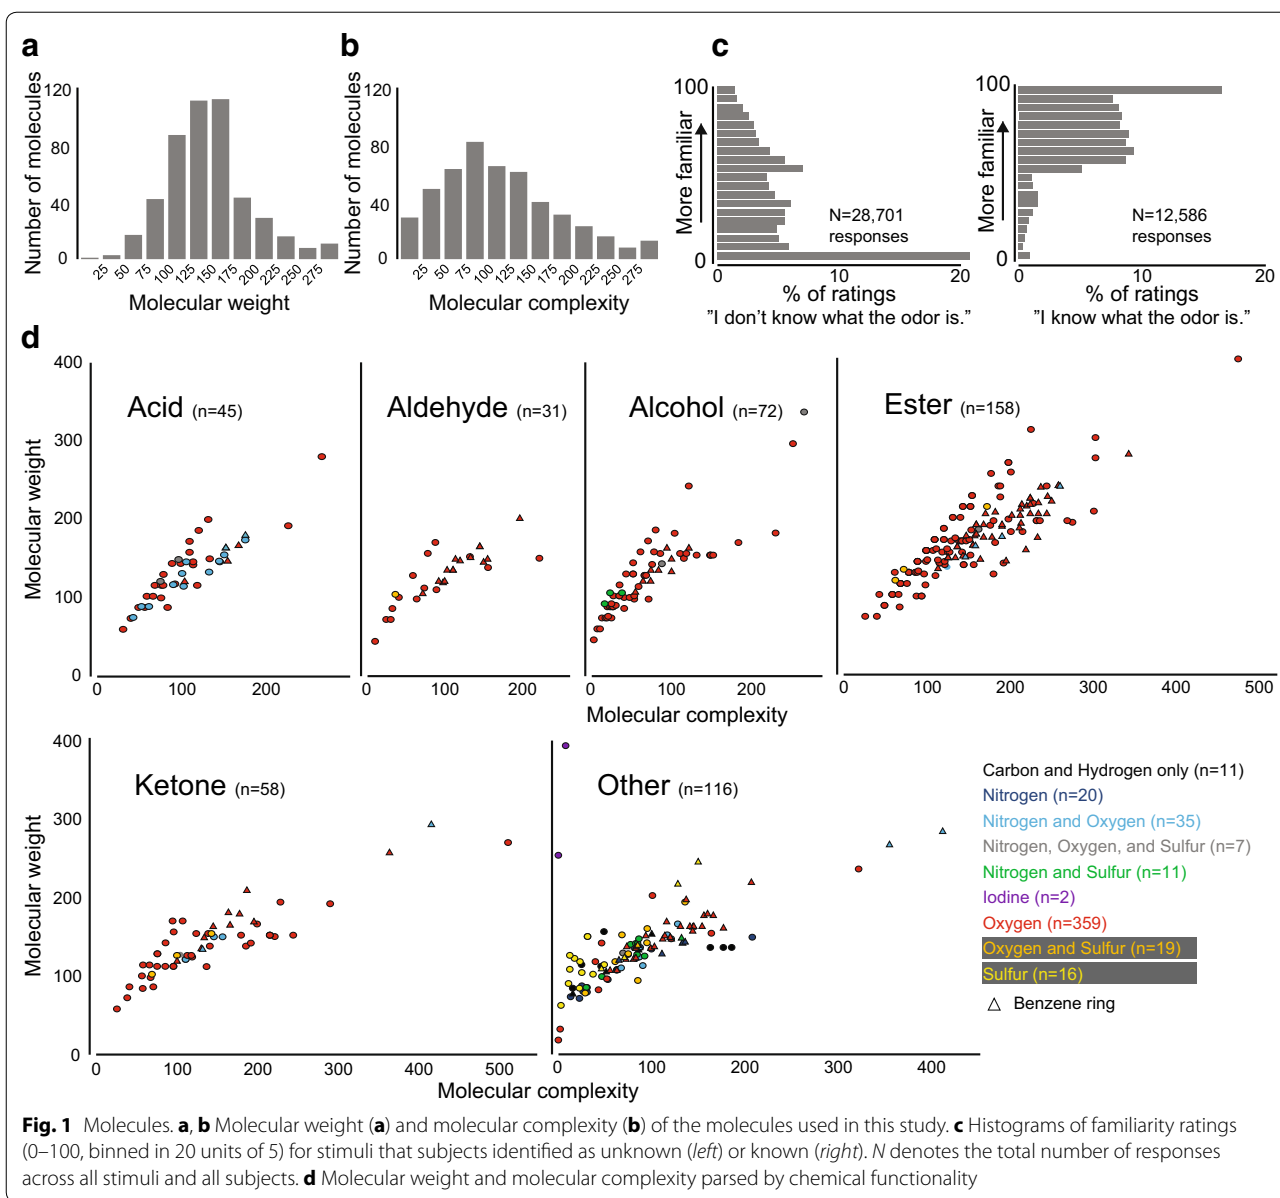 a
b
c
Number of molecules
120
80
40
0
25 50 75 100 125 150 175 200 225 250 275
Molecular weight
Number of molecules
120
80
40
0
25 50 75 100 125 150 175 200 225 250 275
Molecular complexity
More familiar
100
0
N=28,701
responses
0 10 20
% of ratings
”I don’t know what the odor is.”
More familiar
100
0
N=12,586
responses
0 10 20
% of ratings
”I know what the odor is.”
d
Molecular weight
400
300
200
100
0
Acid (n=45)
Aldehyde (n=31)
Alcohol (n=72)
Ester (n=158)
0 100 200
0 100 200
0 100 200
0 100 200 300 400 500
Molecular complexity
Molecular weight
400
300
200
100
0
Ketone (n=58)
Other (n=116)
0 100 200 300 400 500
0 100 200 300 400
Molecular complexity
Carbon and Hydrogen only (n=11)
Nitrogen (n=20)
Nitrogen and Oxygen (n=35)
Nitrogen, Oxygen, and Sulfur (n=7)
Nitrogen and Sulfur (n=11)
Iodine (n=2)
Oxygen (n=359)
Oxygen and Sulfur (n=19)
Sulfur (n=16)
Benzene ring
Fig. 1 Molecules. a, b Molecular weight (a) and molecular complexity (b) of the molecules used in this study. c Histograms of familiarity ratings
(0–100, binned in 20 units of 5) for stimuli that subjects identified as unknown (left) or known (right). N denotes the total number of responses
across all stimuli and all subjects. d Molecular weight and molecular complexity parsed by chemical functionality